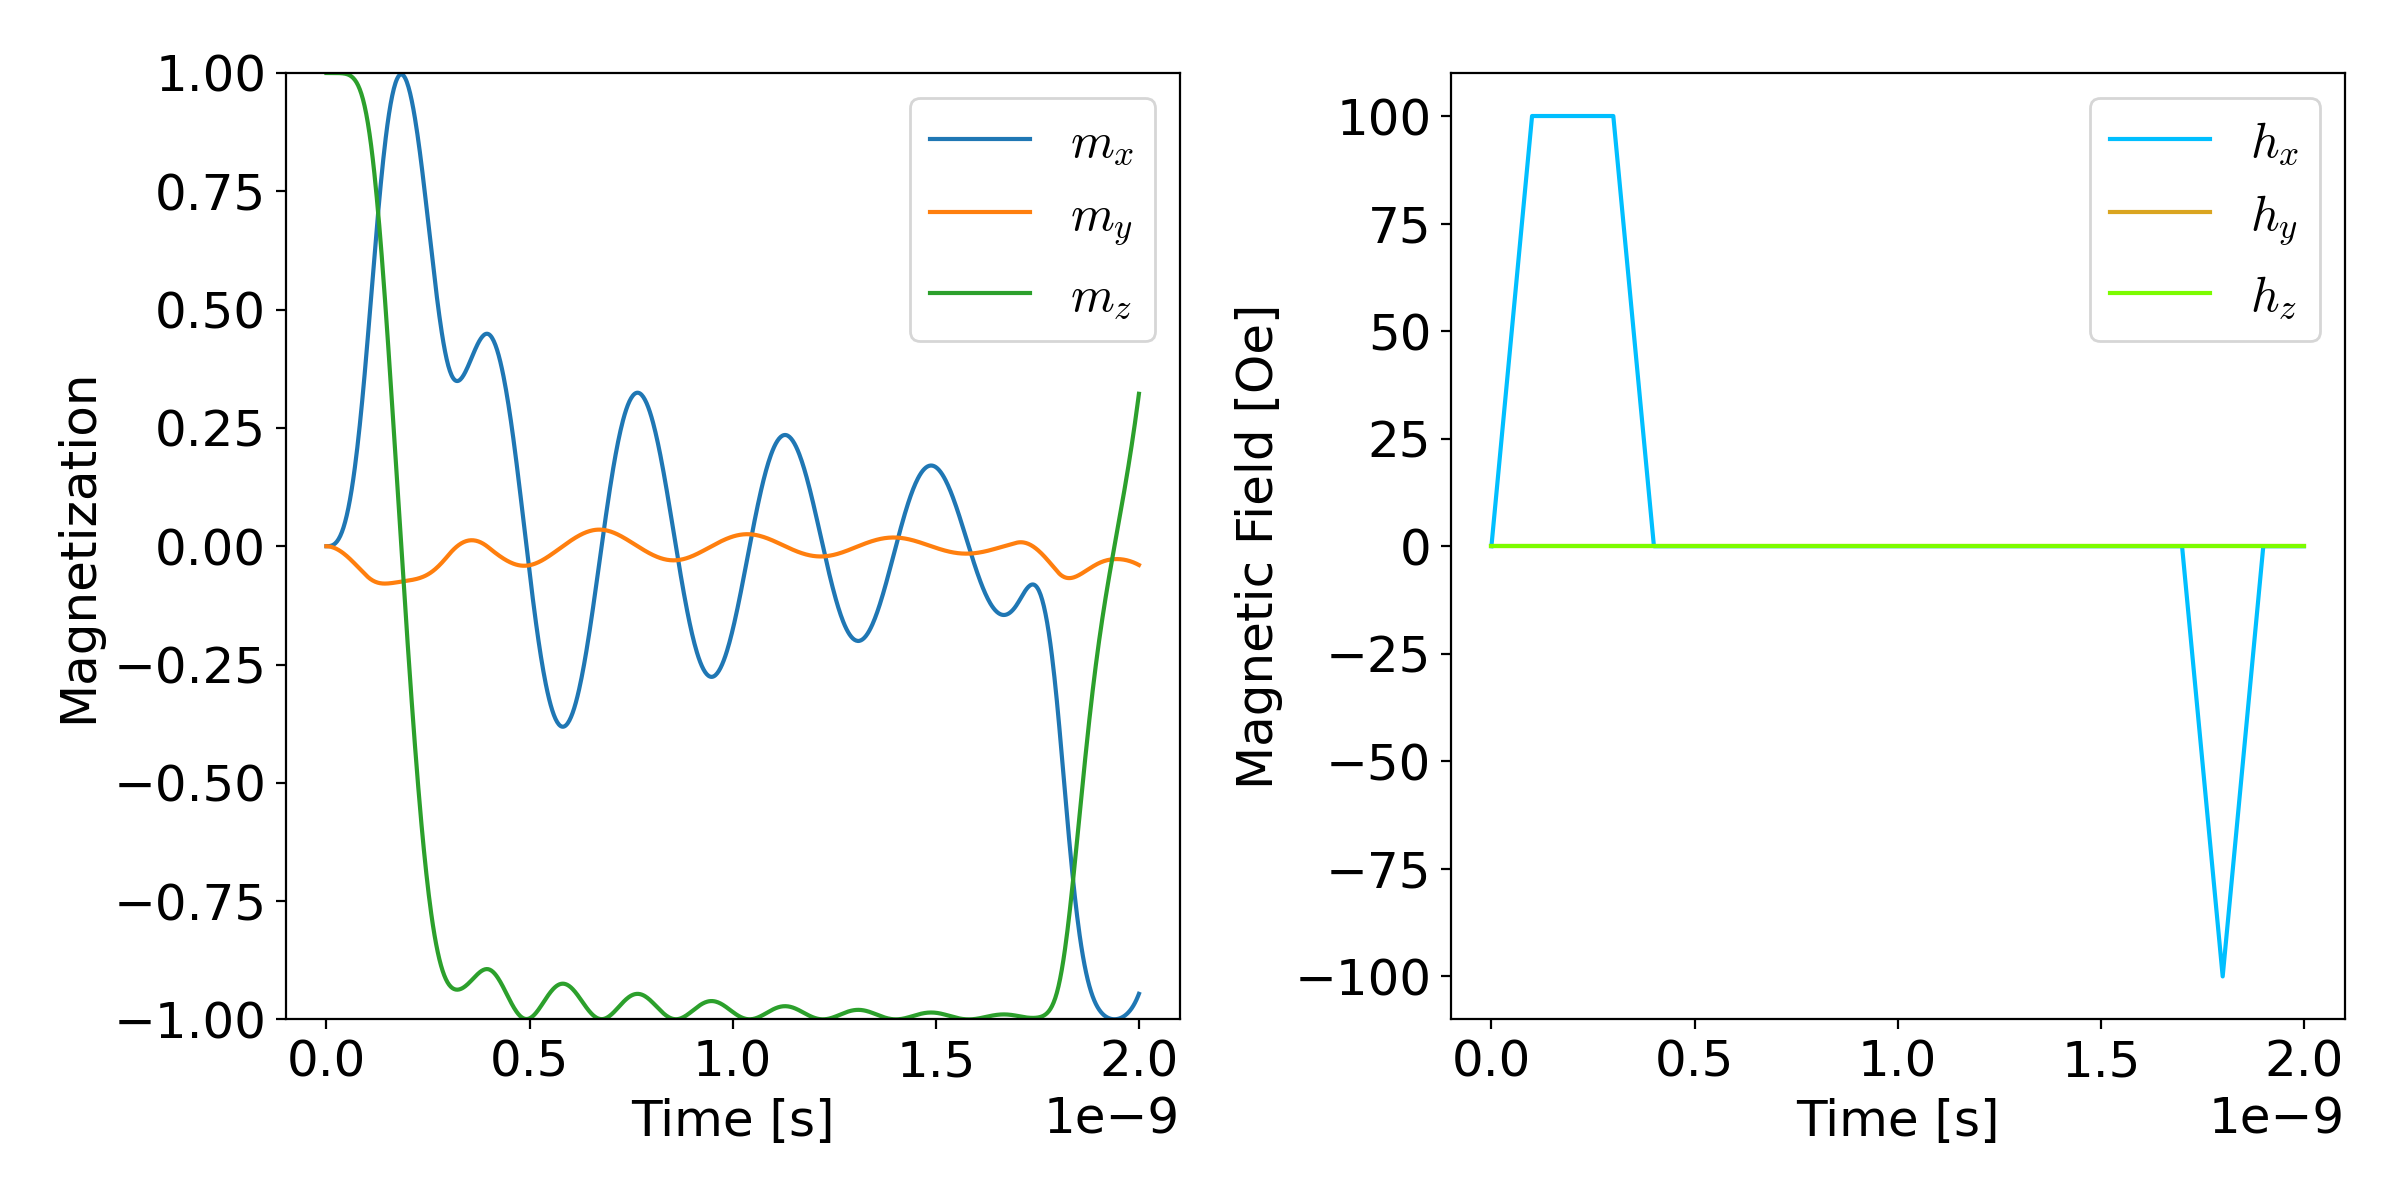 Magnetization
1.00
0.75
0.50
0.25
0.00
−0.25
−0.50
−0.75
−1.00
0.0 0.5 1.0 1.5 2.0
Time [s]
1e−9
m_x
m_y
m_z
Magnetic Field [Oe]
100
75
50
25
0
−25
−50
−75
−100
0.0 0.5 1.0 1.5 2.0
Time [s]
1e−9
h_x
h_y
h_z